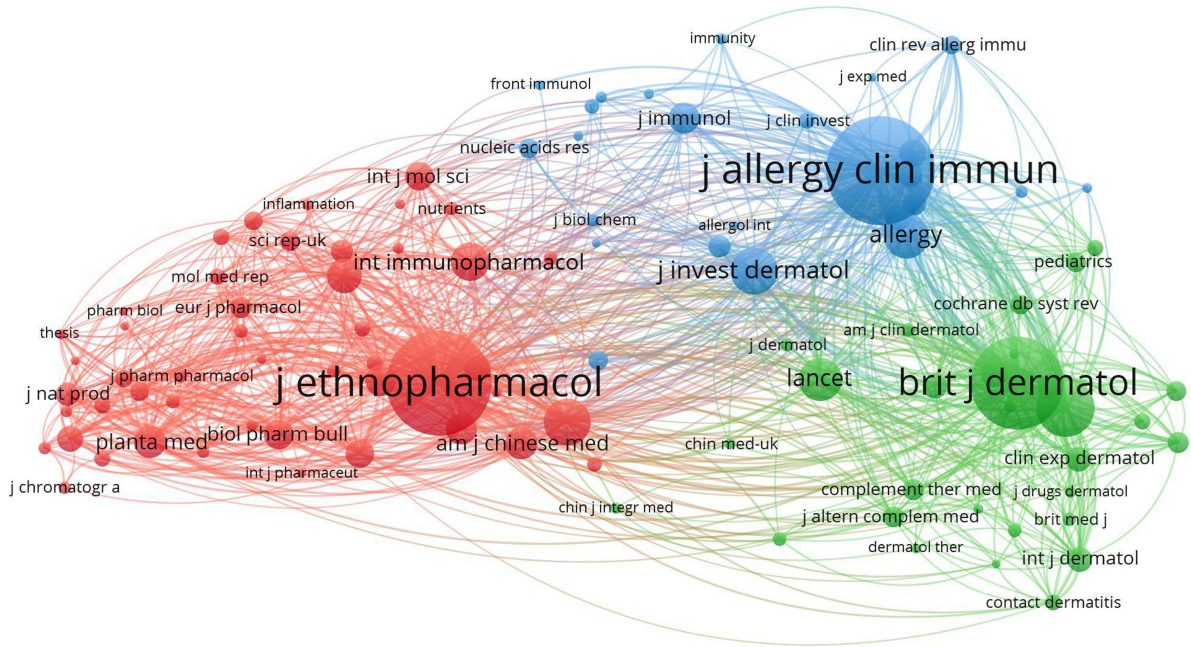 immunity
clin rev allerg immu
j exp med
front immunol
j immunol
j clin invest
nucleic acids res
j allergy clin immun
int j mol sci
inflammation
nutrients
j biol chem
allergol int
allergy
sci rep-uk
int immunopharmacol
pediatrics
j invest dermatol
mol med rep
cochrane db syst rev
eur j pharmacol
pharm biol
thesis
am j clin dermatol
j dermatol
j pharm pharmacol
j ethnopharmacol
lancet
brit j dermatol
j nat prod
biol pharm bull
planta med
am j chinese med
chin med-uk
clin exp dermatol
int j pharmaceut
j chromatogr a
complement ther med
j drugs dermatol
chin j integr med
j altern complem med
brit med j
dermatol ther
int j dermatol
contact dermatitis